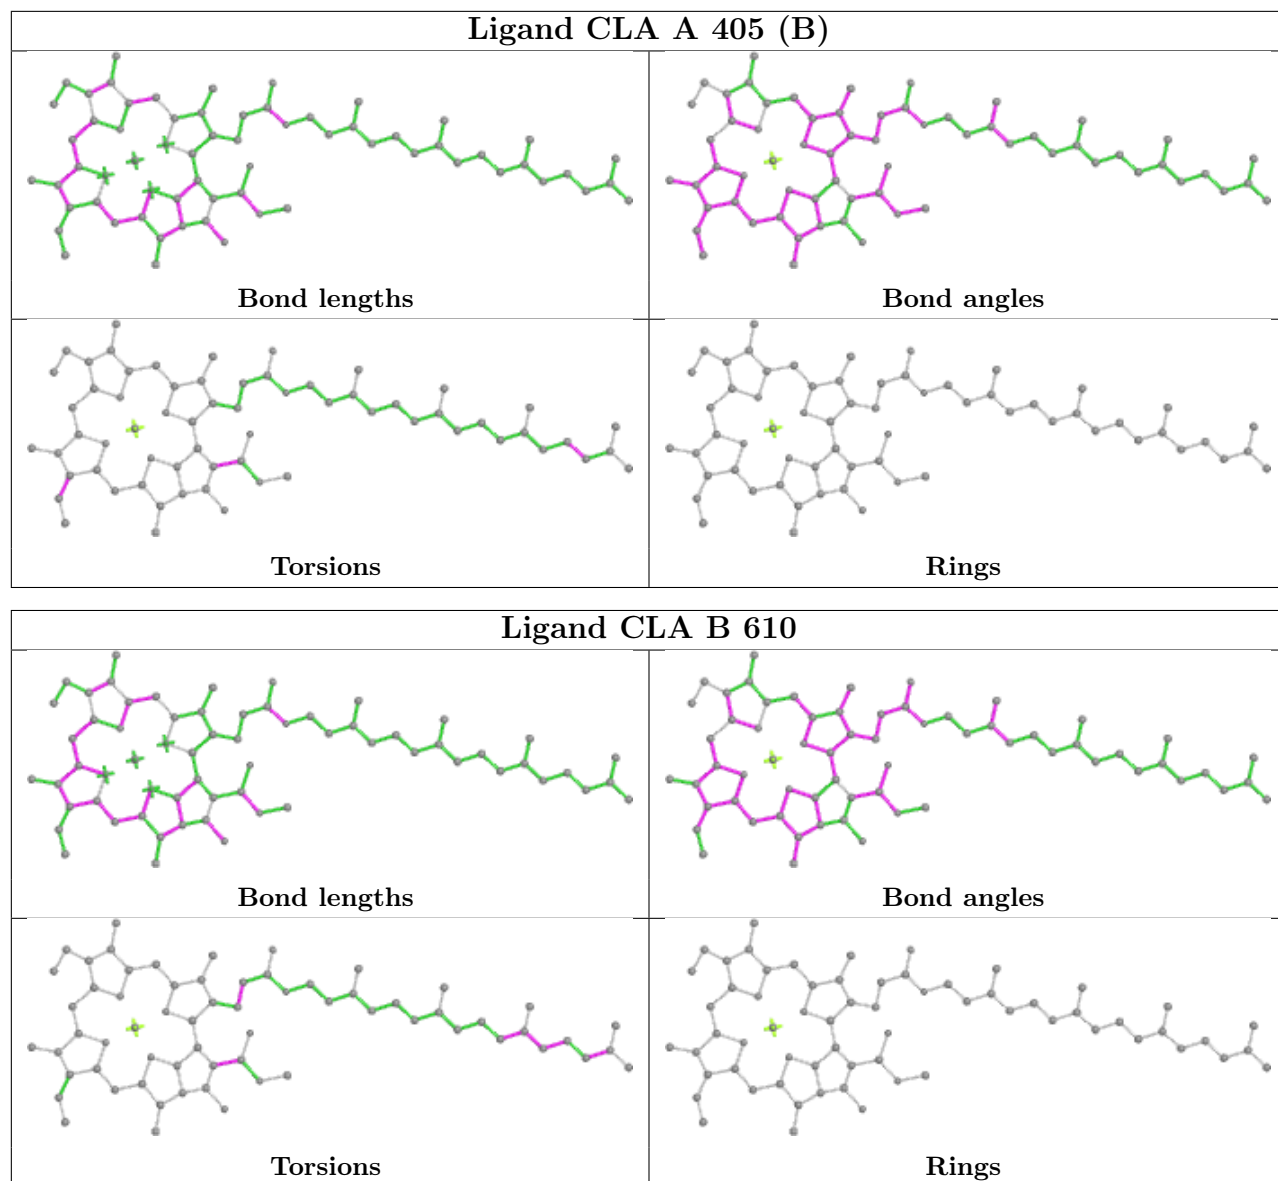 Ligand CLA A 405 (B)
Bond lengths
Bond angles
Torsions
Rings
Ligand CLA B 610
Bond lengths
Bond angles
Torsions
Rings